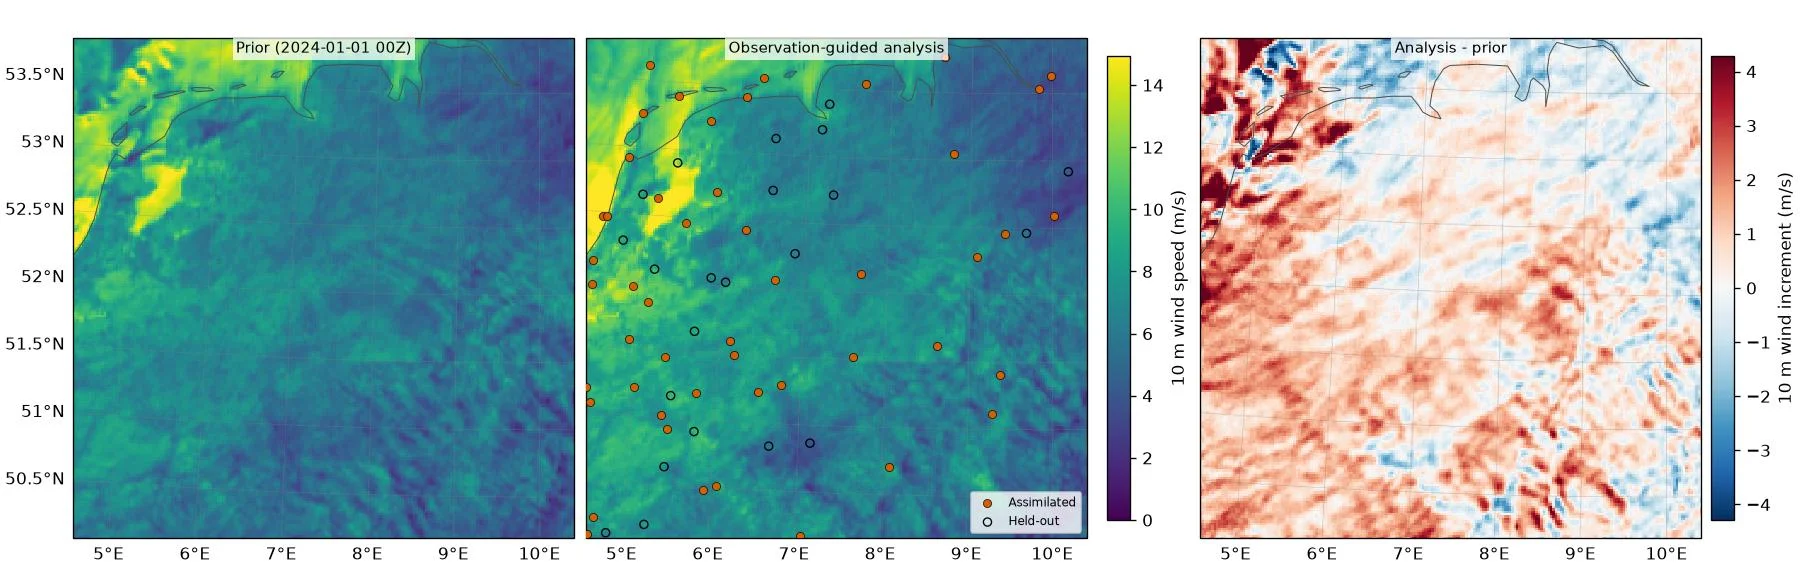 Prior (2024-01-01 00Z)
Observation-guided analysis
Analysis - prior
53.5°N
53°N
52.5°N
52°N
51.5°N
51°N
50.5°N
5°E
6°E
7°E
8°E
9°E
10°E
Assimilated
Held-out
5°E
6°E
7°E
8°E
9°E
10°E
14
12
10
8
6
4
2
0
10 m wind speed (m/s)
5°E
6°E
7°E
8°E
9°E
10°E
4
3
2
1
0
−1
−2
−3
−4
10 m wind increment (m/s)